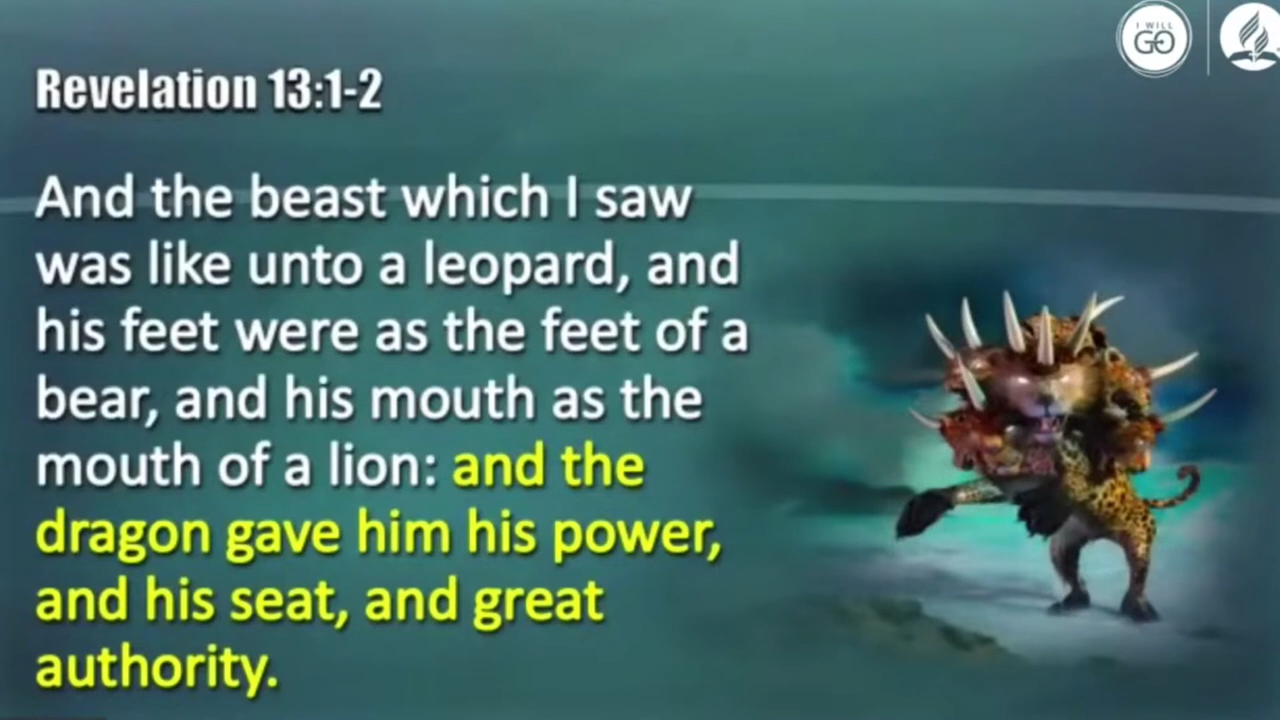 I WILL
GO
Revelation 13:1-2
And the beast which I saw
was like unto a leopard, and
his feet were as the feet of a
bear, and his mouth as the
mouth of a lion: and the
dragon gave him his power,
and his seat, and great
authority.